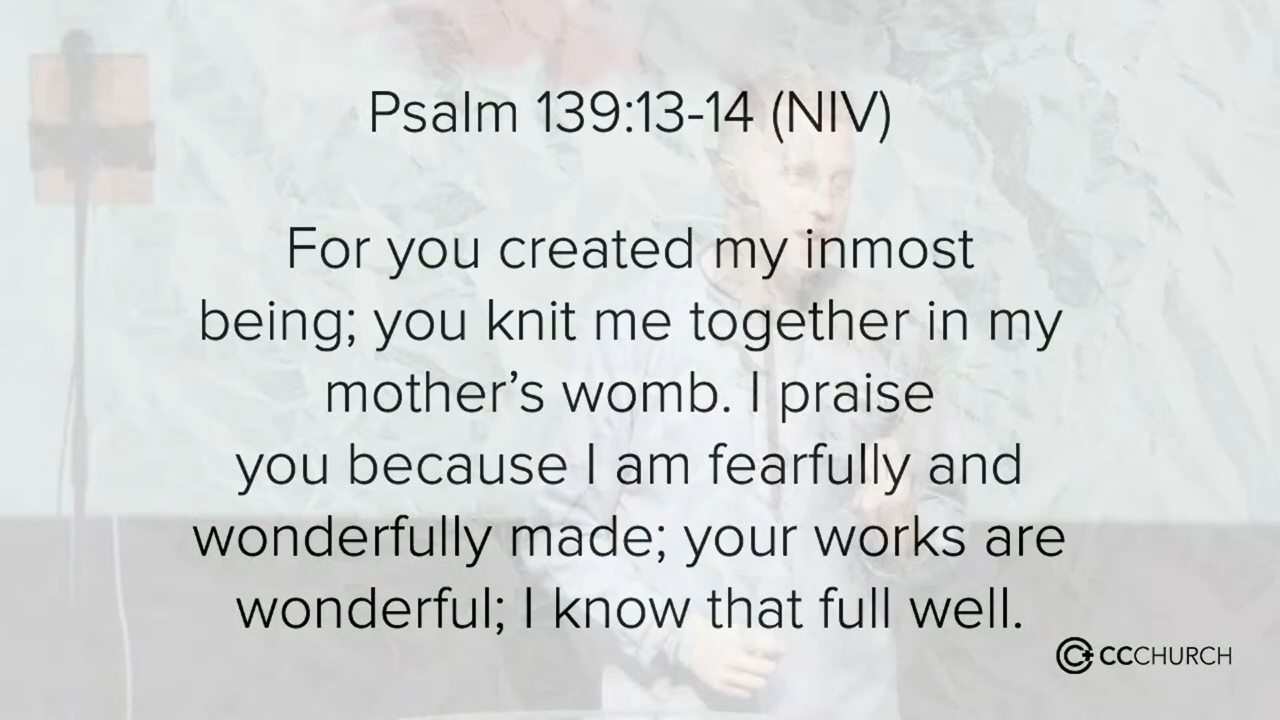 Psalm 139:13-14 (NIV)
For you created my inmost
being; you knit me together in my
mother’s womb. I praise
you because I am fearfully and
wonderfully made; your works are
wonderful; I know that full well.
CCCHURCH